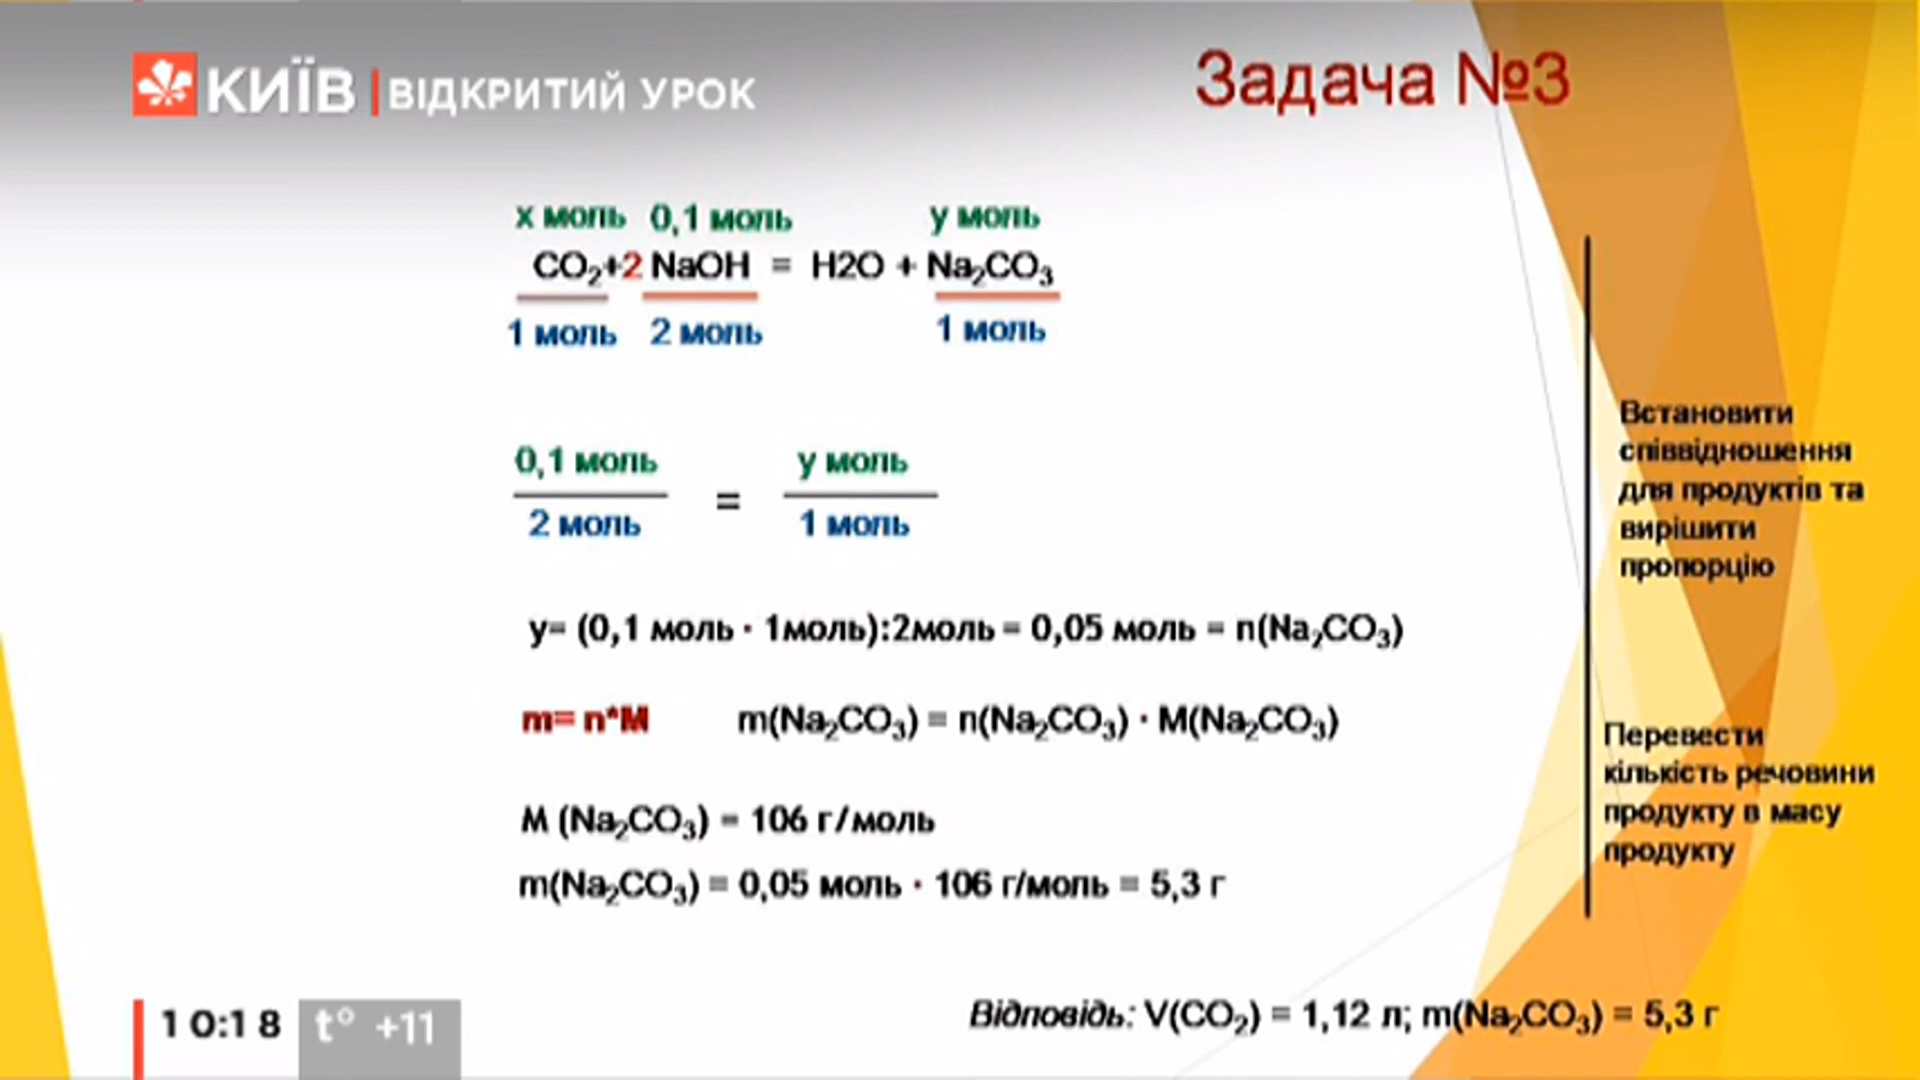 КИЇВ ВІДКРИТИЙ УРОК
Задача №3
х моль 0,1 моль у моль
CO₂+2 NaOH = H2O + Na₂CO₃
1 моль 2 моль 1 моль
0,1 моль = у моль
2 моль 1 моль
у= (0,1 моль · 1моль):2моль = 0,05 моль = n(Na₂CO₃)
m= n*M m(Na₂CO₃) = n(Na₂CO₃) · M(Na₂CO₃)
M (Na₂CO₃) = 106 г/моль
m(Na₂CO₃) = 0,05 моль · 106 г/моль = 5,3 г
Встановити
співвідношення
для продуктів та
вирішити
пропорцію
Перевести
кількість речовини
продукту в масу
продукту
Відповідь: V(CO₂) = 1,12 л; m(Na₂CO₃) = 5,3 г
10:18 t° +11